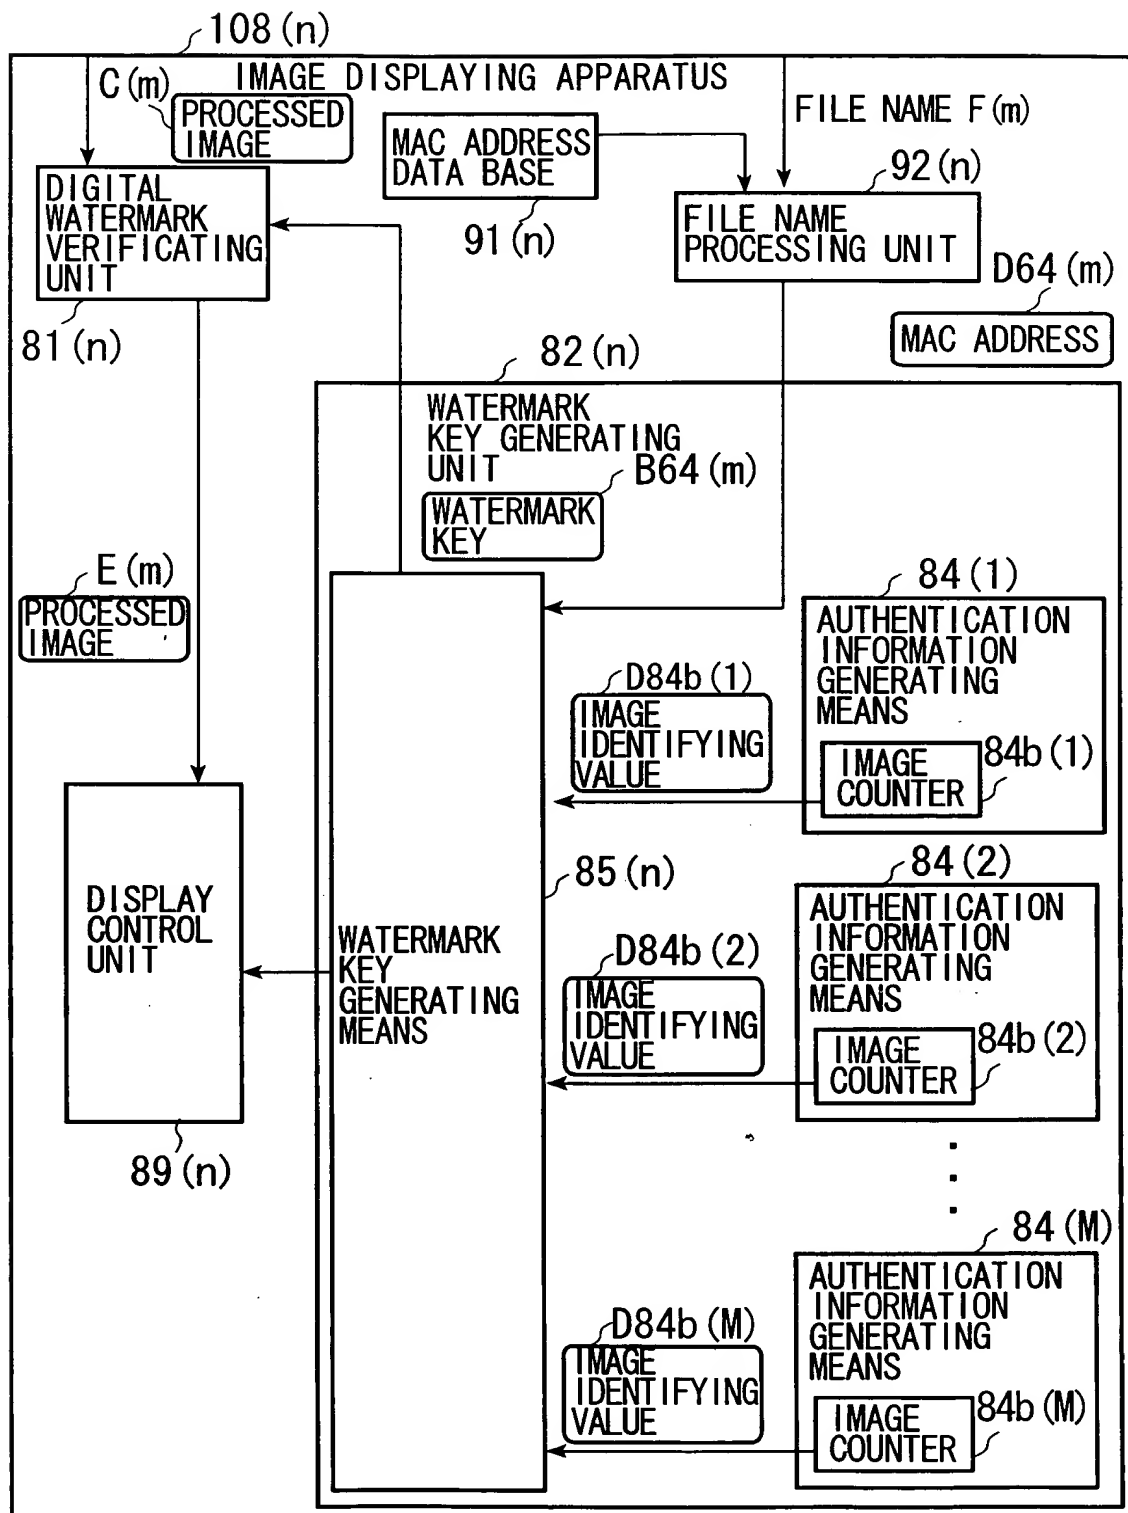 108(n)
IMAGE DISPLAYING APPARATUS
C(m)
PROCESSED
IMAGE
FILE NAME F(m)
MAC ADDRESS
DATA BASE
91(n)
92(n)
FILE NAME
PROCESSING UNIT
DIGITAL
WATERMARK
VERIFICATING
UNIT
81(n)
D64(m)
MAC ADDRESS
82(n)
WATERMARK
KEY GENERATING
UNIT
B64(m)
WATERMARK
KEY
E(m)
PROCESSED
IMAGE
84(1)
AUTHENTICATION
INFORMATION
GENERATING
MEANS
D84b(1)
IMAGE
IDENTIFYING
VALUE
84b(1)
IMAGE
COUNTER
85(n)
84(2)
AUTHENTICATION
INFORMATION
GENERATING
MEANS
DISPLAY
CONTROL
UNIT
WATERMARK
KEY
GENERATING
MEANS
D84b(2)
IMAGE
IDENTIFYING
VALUE
84b(2)
IMAGE
COUNTER
89(n)
84(M)
AUTHENTICATION
INFORMATION
GENERATING
MEANS
D84b(M)
IMAGE
IDENTIFYING
VALUE
84b(M)
IMAGE
COUNTER